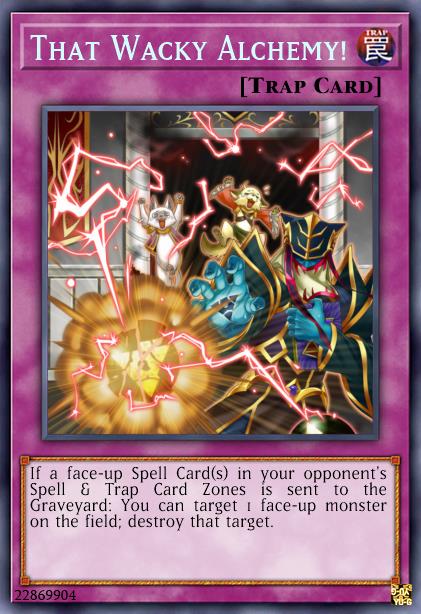 THAT WACKY ALCHEMY!
TRAP
罠
[TRAP CARD]
If a face-up Spell Card(s) in your opponent's
Spell & Trap Card Zones is sent to the
Graveyard: You can target 1 face-up monster
on the field; destroy that target.
22869904